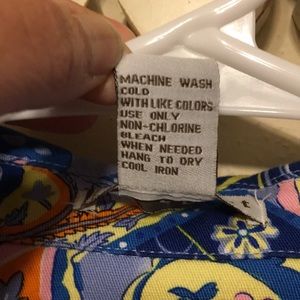 MACHINE WASH
COLD
WITH LIKE COLORS
USE ONLY
NON-CHLORINE
BLEACH
WHEN NEEDED
HANG TO DRY
COOL IRON